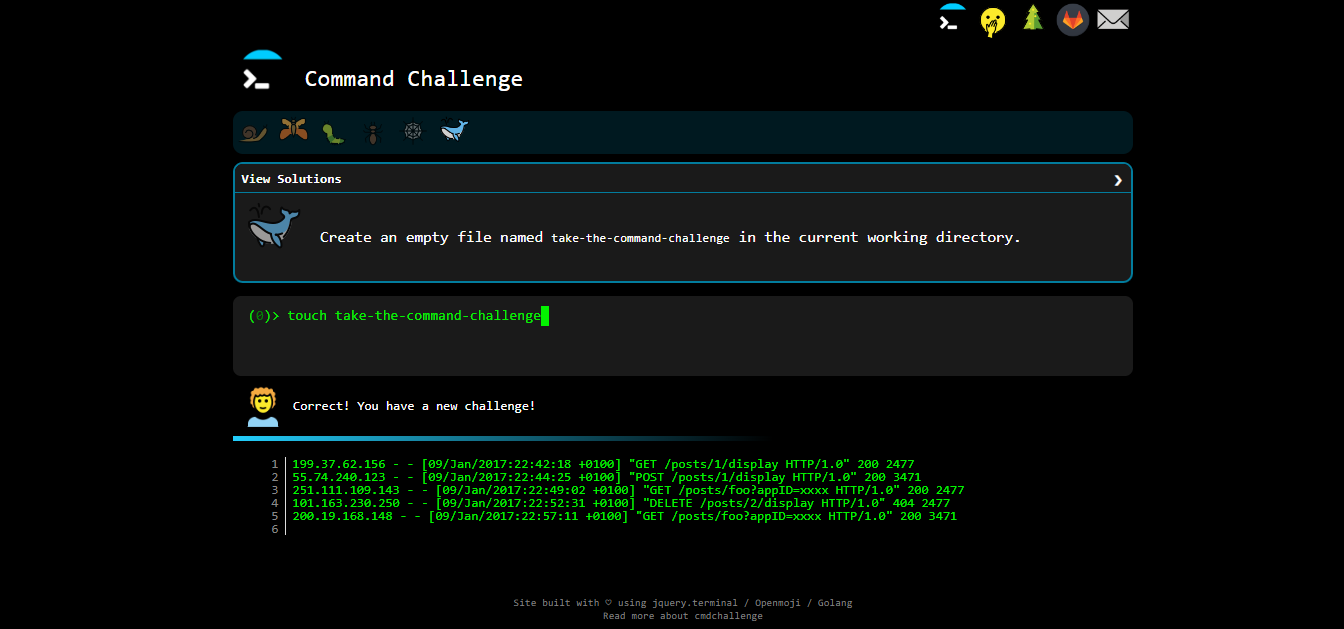 Command Challenge
View Solutions
Create an empty file named take-the-command-challenge in the current working directory.
(0)> touch take-the-command-challenge
Correct! You have a new challenge!
1 199.37.62.156 - - [09/Jan/2017:22:42:18 +0100] "GET /posts/1/display HTTP/1.0" 200 2477
2 55.74.240.123 - - [09/Jan/2017:22:44:25 +0100] "POST /posts/1/display HTTP/1.0" 200 3471
3 251.111.109.143 - - [09/Jan/2017:22:49:02 +0100] "GET /posts/foo?appID=xxxx HTTP/1.0" 200 2477
4 101.163.230.250 - - [09/Jan/2017:22:52:31 +0100] "DELETE /posts/2/display HTTP/1.0" 404 2477
5 200.19.168.148 - - [09/Jan/2017:22:57:11 +0100] "GET /posts/foo?appID=xxxx HTTP/1.0" 200 3471
6
Site built with ♡ using jquery.terminal / Openmoji / Golang
Read more about cmdchallenge